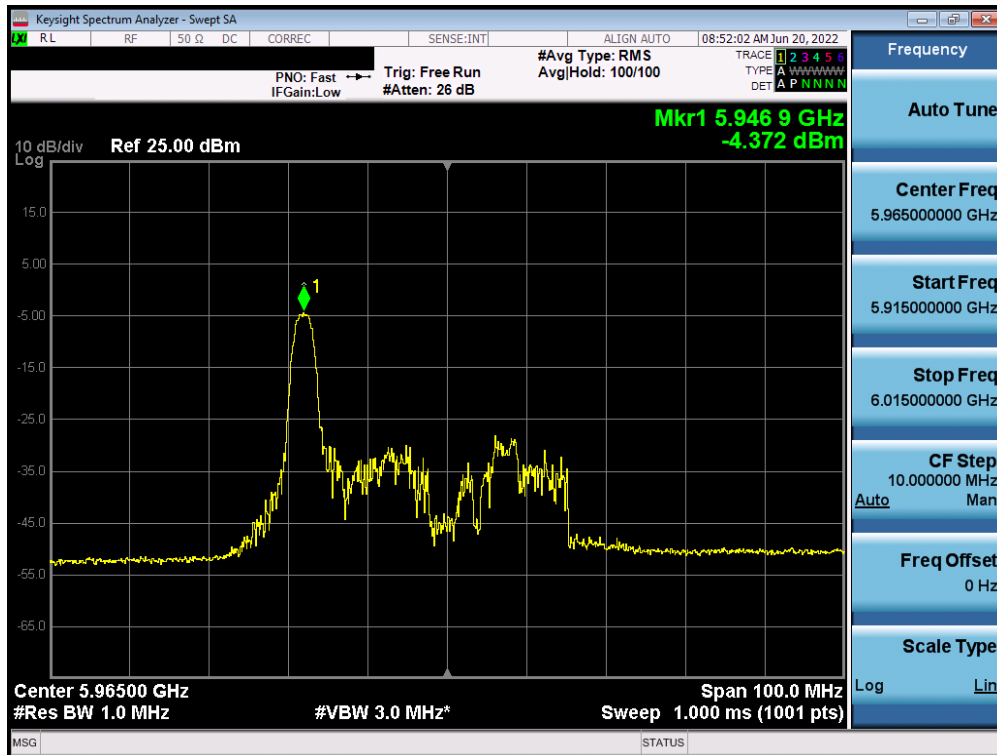 Keysight Spectrum Analyzer - Swept SA
LXI RL RF 50 Ω DC CORREC SENSE:INT ALIGN AUTO 08:52:02 AM Jun 20, 2022
PNO: Fast IFGain:Low
Trig: Free Run
#Atten: 26 dB
#Avg Type: RMS
Avg|Hold: 100/100
TRACE 1 2 3 4 5 6
TYPE A WWWWW
DET A P N N N N
Mkr1 5.946 9 GHz
-4.372 dBm
10 dB/div Ref 25.00 dBm
Log
15.0
5.00
-5.00
-15.0
-25.0
-35.0
-45.0
-55.0
-65.0
1
Center 5.96500 GHz Span 100.0 MHz
#Res BW 1.0 MHz #VBW 3.0 MHz* Sweep 1.000 ms (1001 pts)
MSG STATUS
Frequency
Auto Tune
Center Freq
5.965000000 GHz
Start Freq
5.915000000 GHz
Stop Freq
6.015000000 GHz
CF Step
10.000000 MHz
Auto Man
Freq Offset
0 Hz
Scale Type
Log Lin